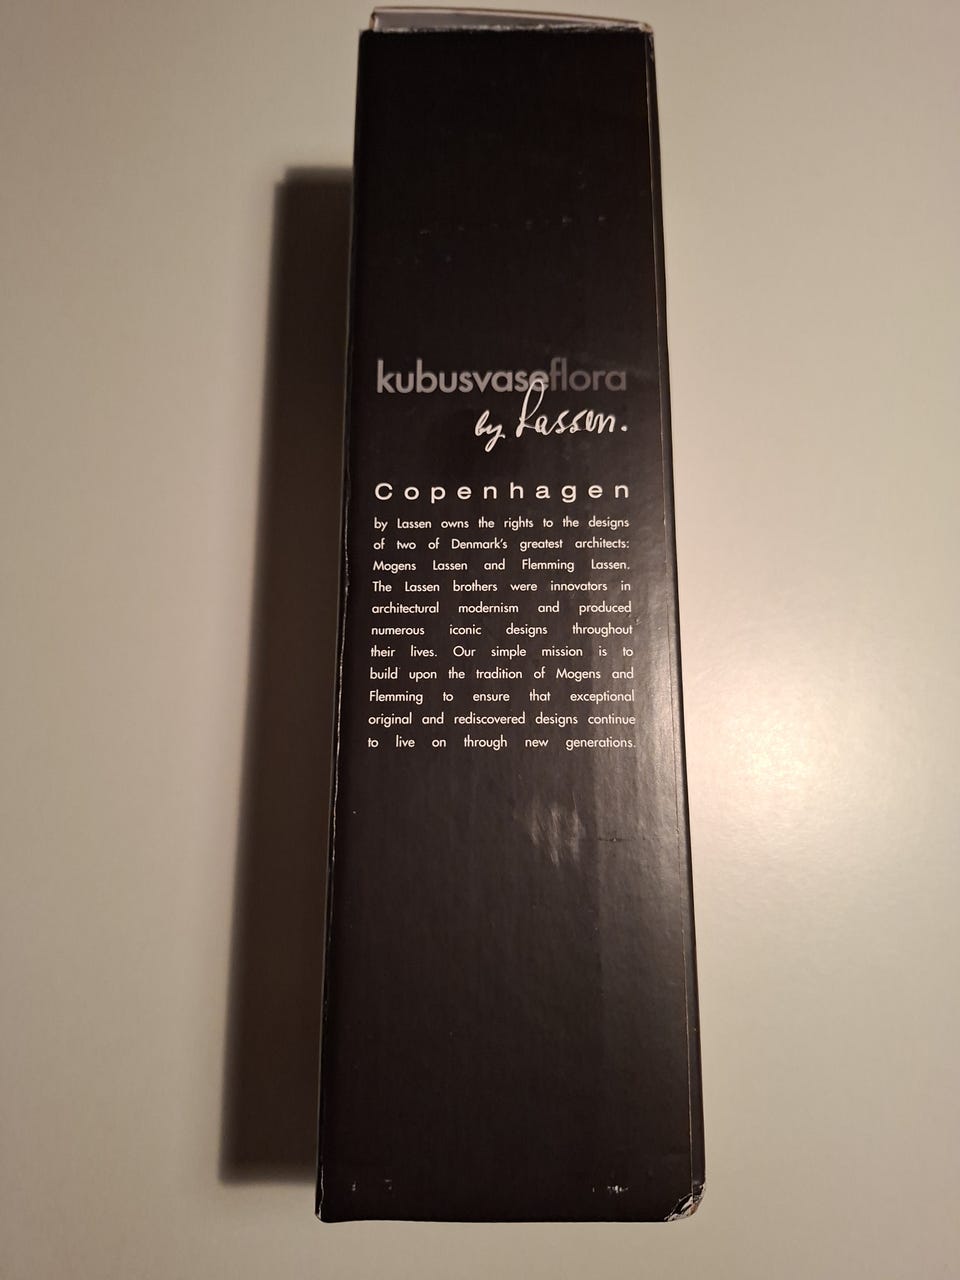 kubusvaseflora
by Lassen.
Copenhagen
by Lassen owns the rights to the designs
of two of Denmark's greatest architects:
Mogens Lassen and Flemming Lassen.
The Lassen brothers were innovators in
architectural modernism and produced
numerous iconic designs throughout
their lives. Our simple mission is to
build upon the tradition of Mogens and
Flemming to ensure that exceptional
original and rediscovered designs continue
to live on through new generations.